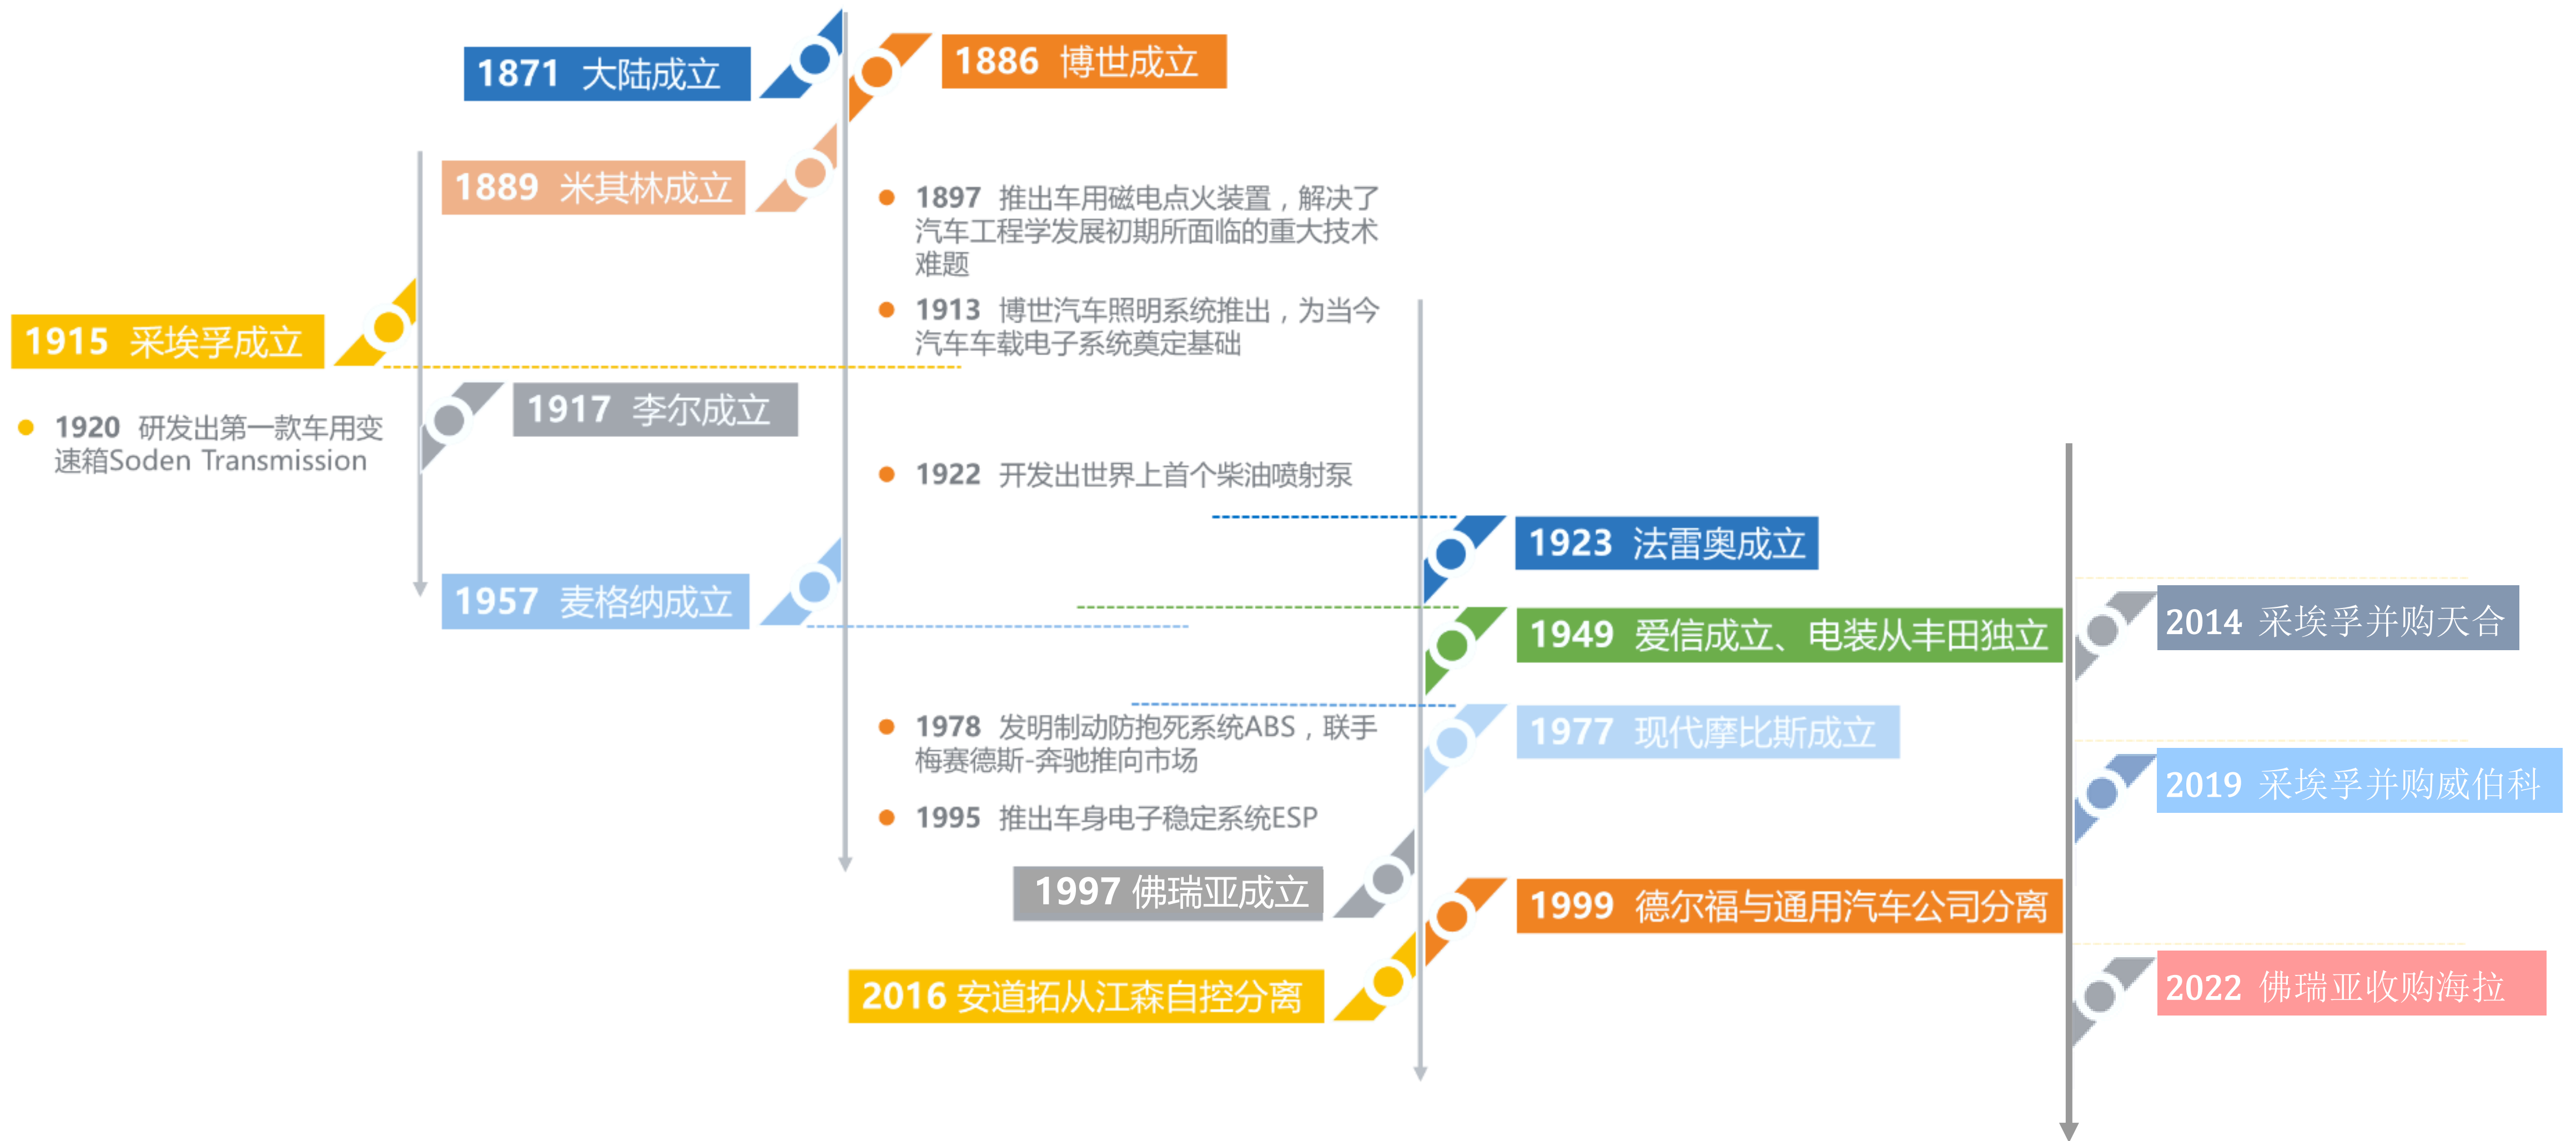 1871 大陆成立
1886 博世成立
1889 米其林成立
1897 推出车用磁电点火装置，解决了
汽车工程学发展初期所面临的重大技术
难题
1913 博世汽车照明系统推出，为当今
汽车车载电子系统奠定基础
1915 采埃孚成立
1917 李尔成立
1920 研发出第一款车用变
速箱Soden Transmission
1922 开发出世界上首个柴油喷射泵
1923 法雷奥成立
1957 麦格纳成立
1949 爱信成立、电装从丰田独立
2014 采埃孚并购天合
1978 发明制动防抱死系统ABS，联手
梅赛德斯-奔驰推向市场
1977 现代摩比斯成立
2019 采埃孚并购威伯科
1995 推出车身电子稳定系统ESP
1997 佛瑞亚成立
1999 德尔福与通用汽车公司分离
2016 安道拓从江森自控分离
2022 佛瑞亚收购海拉